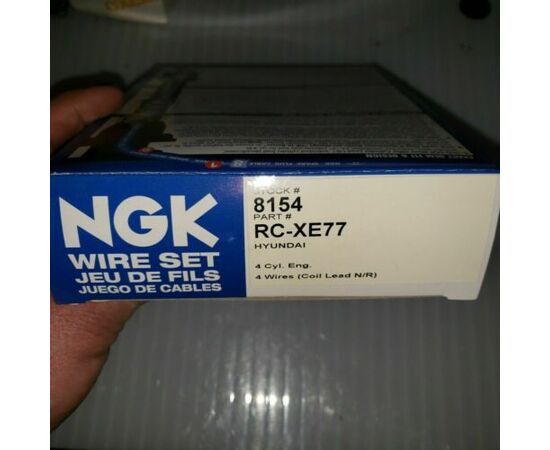 NGK
WIRE SET
JEU DE FILS
JUEGO DE CABLES
STOCK #
8154
PART #
RC-XE77
HYUNDAI
4 Cyl. Eng.
4 Wires (Coil Lead N/R)